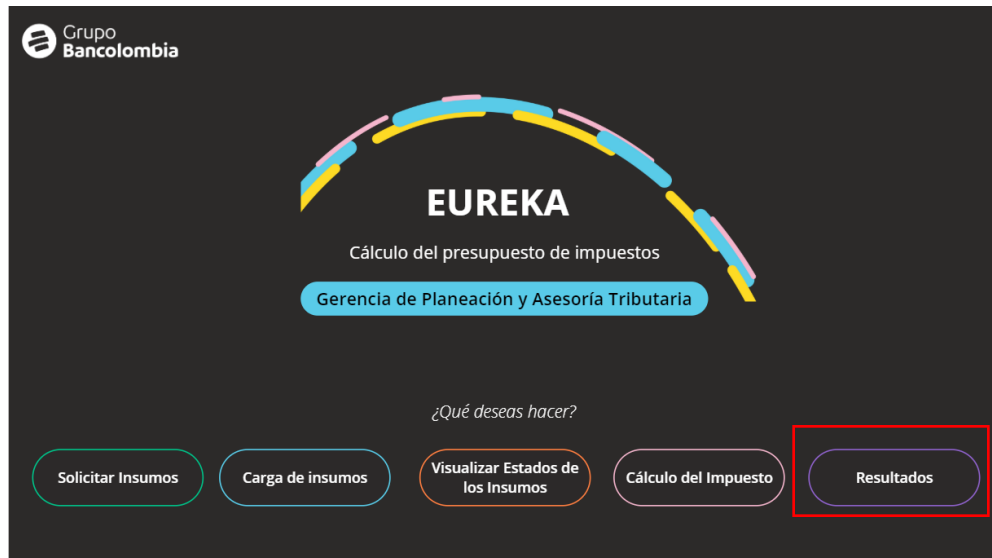 Grupo
Bancolombia
EUREKA
Cálculo del presupuesto de impuestos
Gerencia de Planeación y Asesoría Tributaria
¿Qué deseas hacer?
Solicitar Insumos
Carga de insumos
Visualizar Estados de
los Insumos
Cálculo del Impuesto
Resultados